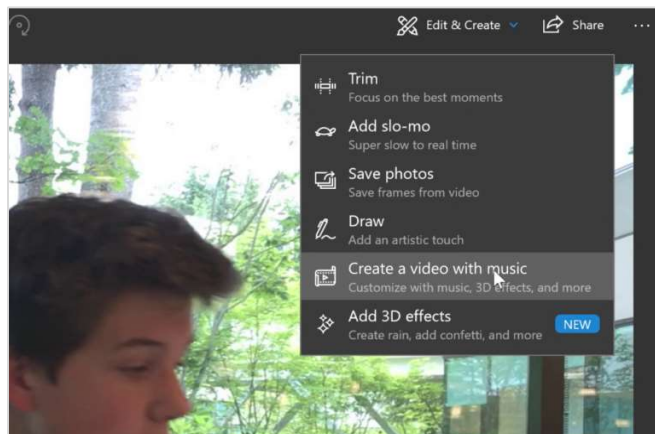 Edit & Create
Share
Trim
Focus on the best moments
Add slo-mo
Super slow to real time
Save photos
Save frames from video
Draw
Add an artistic touch
Create a video with music
Customize with music, 3D effects, and more
Add 3D effects
Create rain, add confetti, and more
NEW